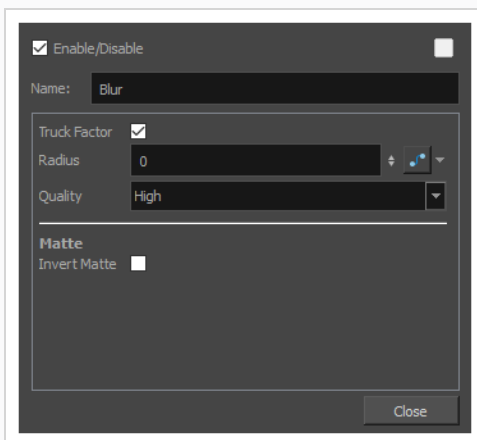 Enable/Disable
Name: Blur
Truck Factor
Radius 0
Quality High
Matte
Invert Matte
Close